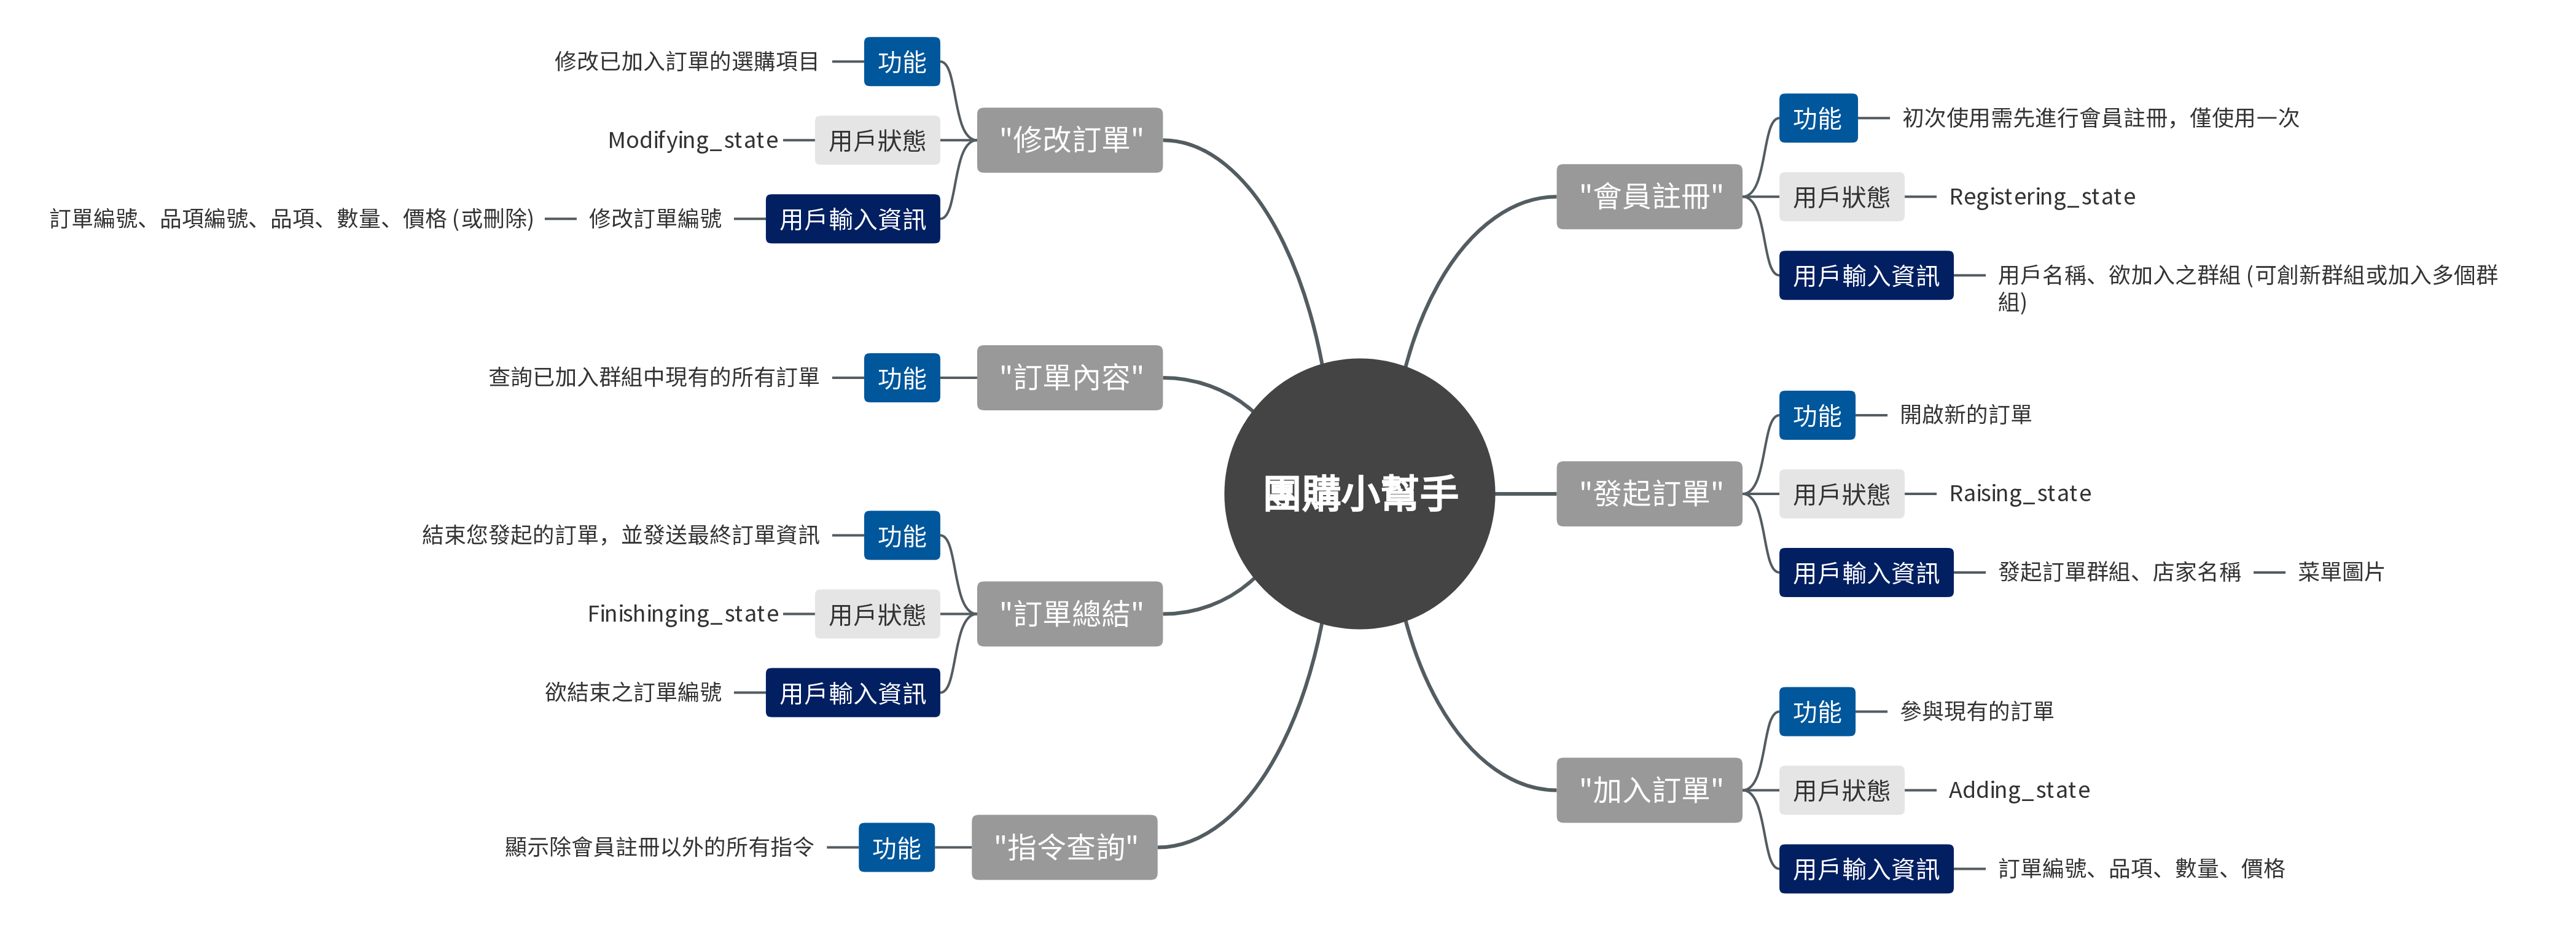 團購小幫手
"會員註冊"
功能
初次使用需先進行會員註冊，僅使用一次
用戶狀態
Registering_state
用戶輸入資訊
用戶名稱、欲加入之群組 (可創新群組或加入多個群
組)
"發起訂單"
功能
開啟新的訂單
用戶狀態
Raising_state
用戶輸入資訊
發起訂單群組、店家名稱
菜單圖片
"加入訂單"
功能
參與現有的訂單
用戶狀態
Adding_state
用戶輸入資訊
訂單編號、品項、數量、價格
"修改訂單"
功能
修改已加入訂單的選購項目
用戶狀態
Modifying_state
用戶輸入資訊
修改訂單編號
訂單編號、品項編號、品項、數量、價格 (或刪除)
"訂單內容"
功能
查詢已加入群組中現有的所有訂單
"訂單總結"
功能
結束您發起的訂單，並發送最終訂單資訊
用戶狀態
Finishinging_state
用戶輸入資訊
欲結束之訂單編號
"指令查詢"
功能
顯示除會員註冊以外的所有指令